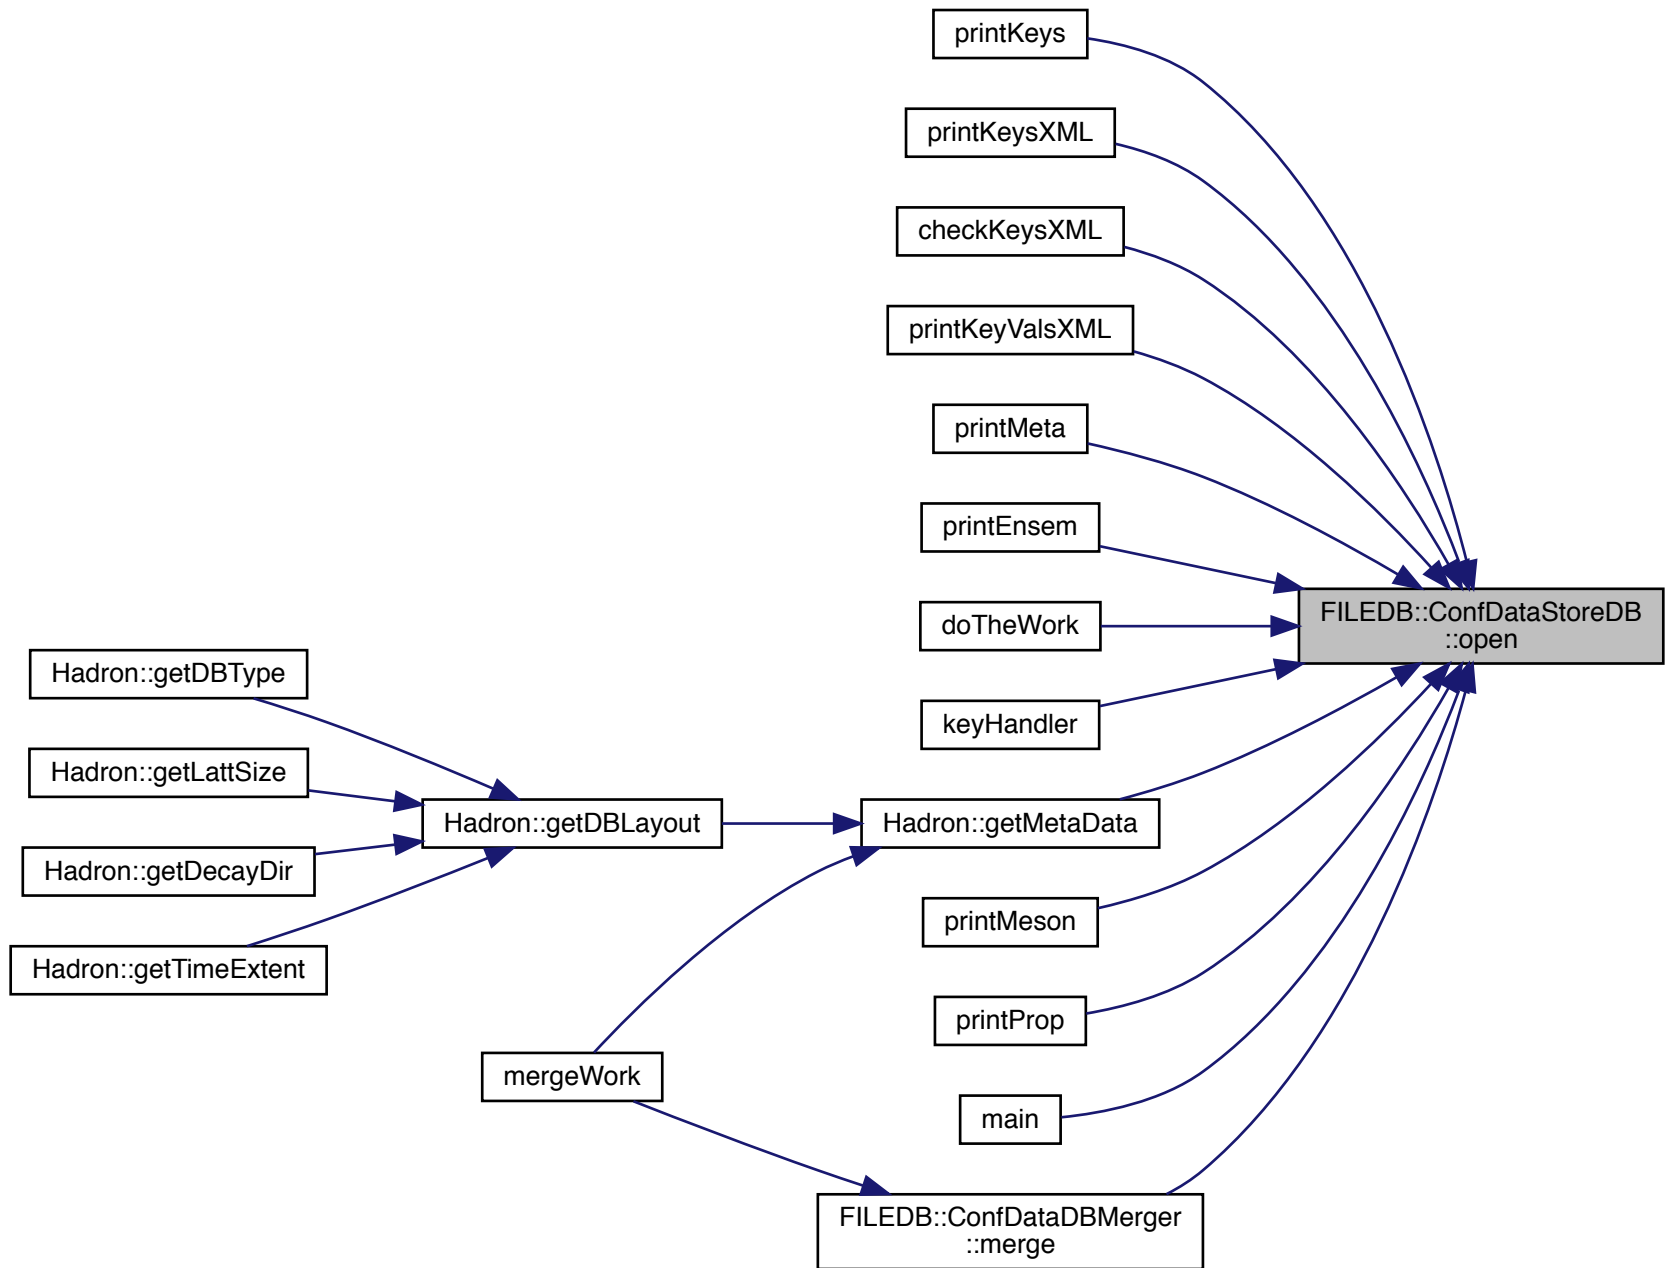 printKeys
printKeysXML
checkKeysXML
printKeyValsXML
printMeta
printEnsem
doTheWork
FILEDB::ConfDataStoreDB
::open
Hadron::getDBType
keyHandler
Hadron::getLattSize
Hadron::getDBLayout
Hadron::getMetaData
Hadron::getDecayDir
printMeson
Hadron::getTimeExtent
printProp
mergeWork
main
FILEDB::ConfDataDBMerger
::merge